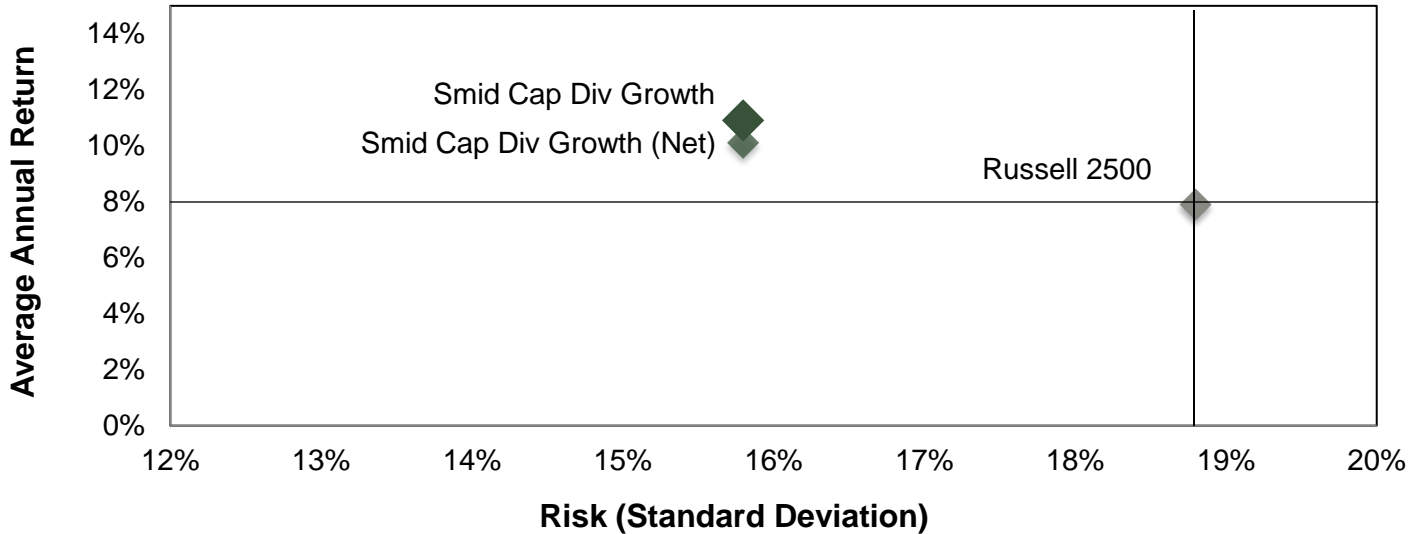 Average Annual Return
14%
12%
10%
8%
6%
4%
2%
0%
Smid Cap Div Growth
Smid Cap Div Growth (Net)
Russell 2500
12% 13% 14% 15% 16% 17% 18% 19% 20%
Risk (Standard Deviation)